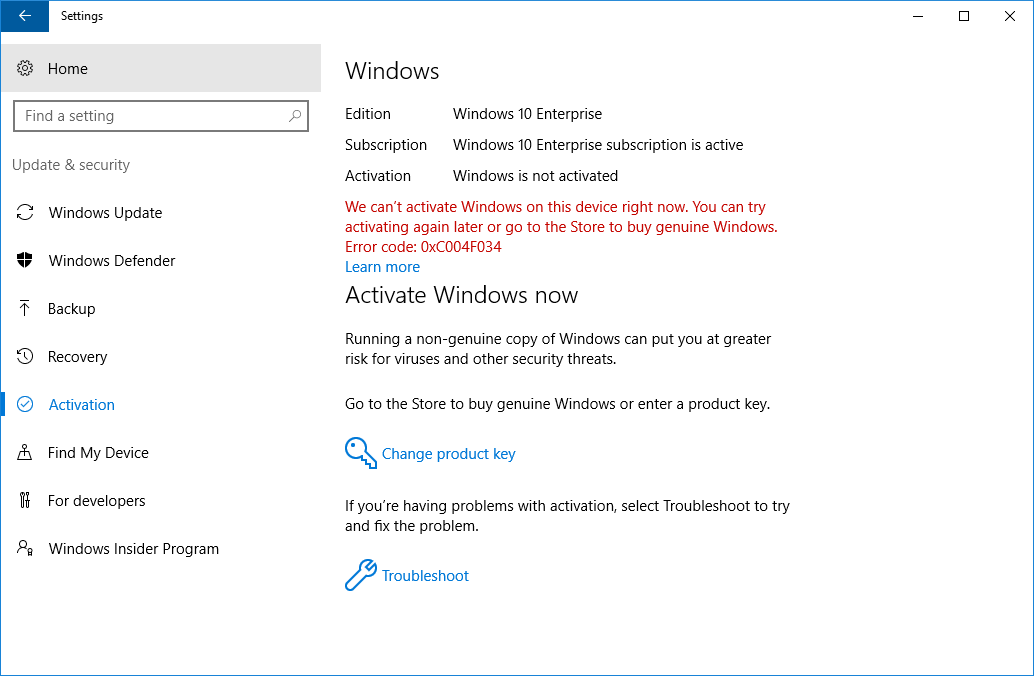 Settings
Home
Find a setting
Update & security
Windows Update
Windows Defender
Backup
Recovery
Activation
Find My Device
For developers
Windows Insider Program
Windows
Edition Windows 10 Enterprise
Subscription Windows 10 Enterprise subscription is active
Activation Windows is not activated
We can’t activate Windows on this device right now. You can try
activating again later or go to the Store to buy genuine Windows.
Error code: 0xC004F034
Learn more
Activate Windows now
Running a non-genuine copy of Windows can put you at greater
risk for viruses and other security threats.
Go to the Store to buy genuine Windows or enter a product key.
Change product key
If you’re having problems with activation, select Troubleshoot to try
and fix the problem.
Troubleshoot